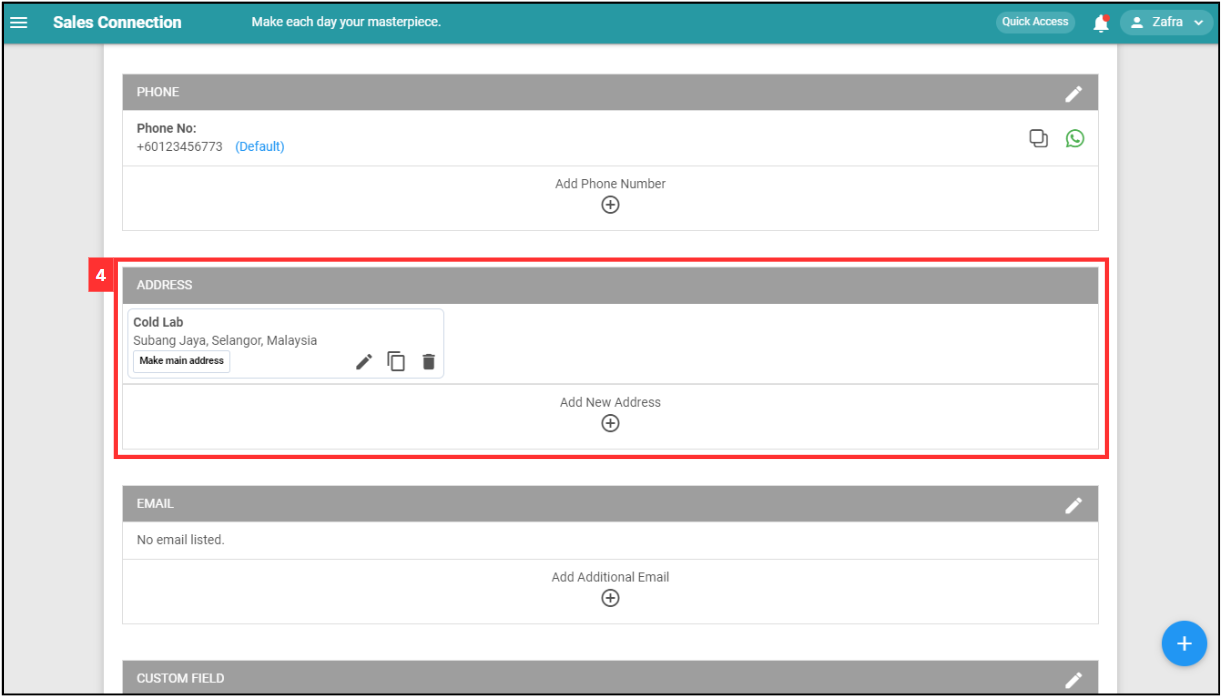 Sales Connection
Make each day your masterpiece.
Quick Access
Zafra
PHONE
Phone No:
+60123456773 (Default)
Add Phone Number
4
ADDRESS
Cold Lab
Subang Jaya, Selangor, Malaysia
Make main address
Add New Address
EMAIL
No email listed.
Add Additional Email
CUSTOM FIELD